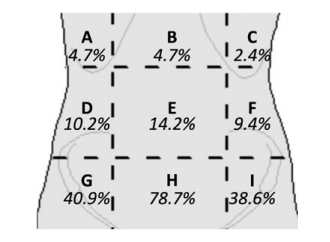 A B C
4.7% 4.7% 2.4%
D E F
10.2% 14.2% 9.4%
G H I
40.9% 78.7% 38.6%